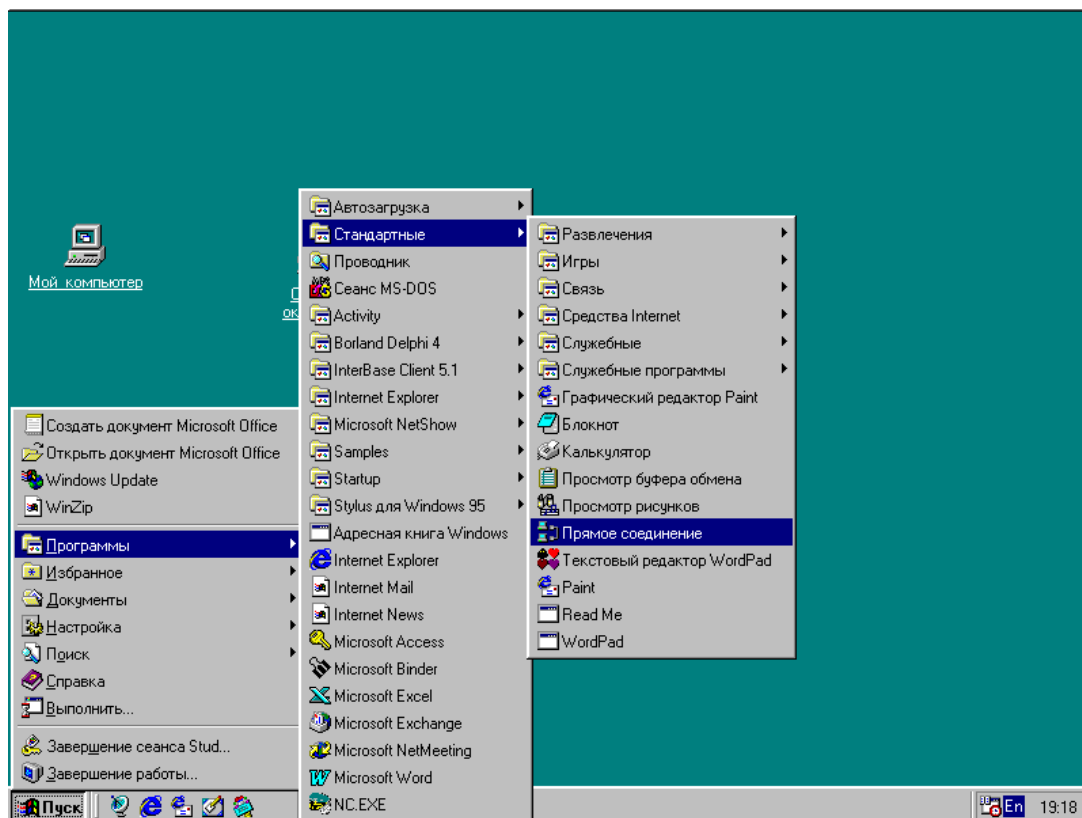 Мой компьютер
Создать документ Microsoft Office
Открыть документ Microsoft Office
Windows Update
WinZip
Программы
Избранное
Документы
Настройка
Поиск
Справка
Выполнить...
Завершение сеанса Stud...
Завершение работы...
Автозагрузка
Стандартные
Проводник
Сеанс MS-DOS
Activity
Borland Delphi 4
InterBase Client 5.1
Internet Explorer
Microsoft NetShow
Samples
Startup
Stylus для Windows 95
Адресная книга Windows
Internet Explorer
Internet Mail
Internet News
Microsoft Access
Microsoft Binder
Microsoft Excel
Microsoft Exchange
Microsoft NetMeeting
Microsoft Word
NC.EXE
Развлечения
Игры
Связь
Средства Internet
Служебные
Служебные программы
Графический редактор Paint
Блокнот
Калькулятор
Просмотр буфера обмена
Просмотр рисунков
Прямое соединение
Текстовый редактор WordPad
Paint
Read Me
WordPad
Пуск
En
19:18